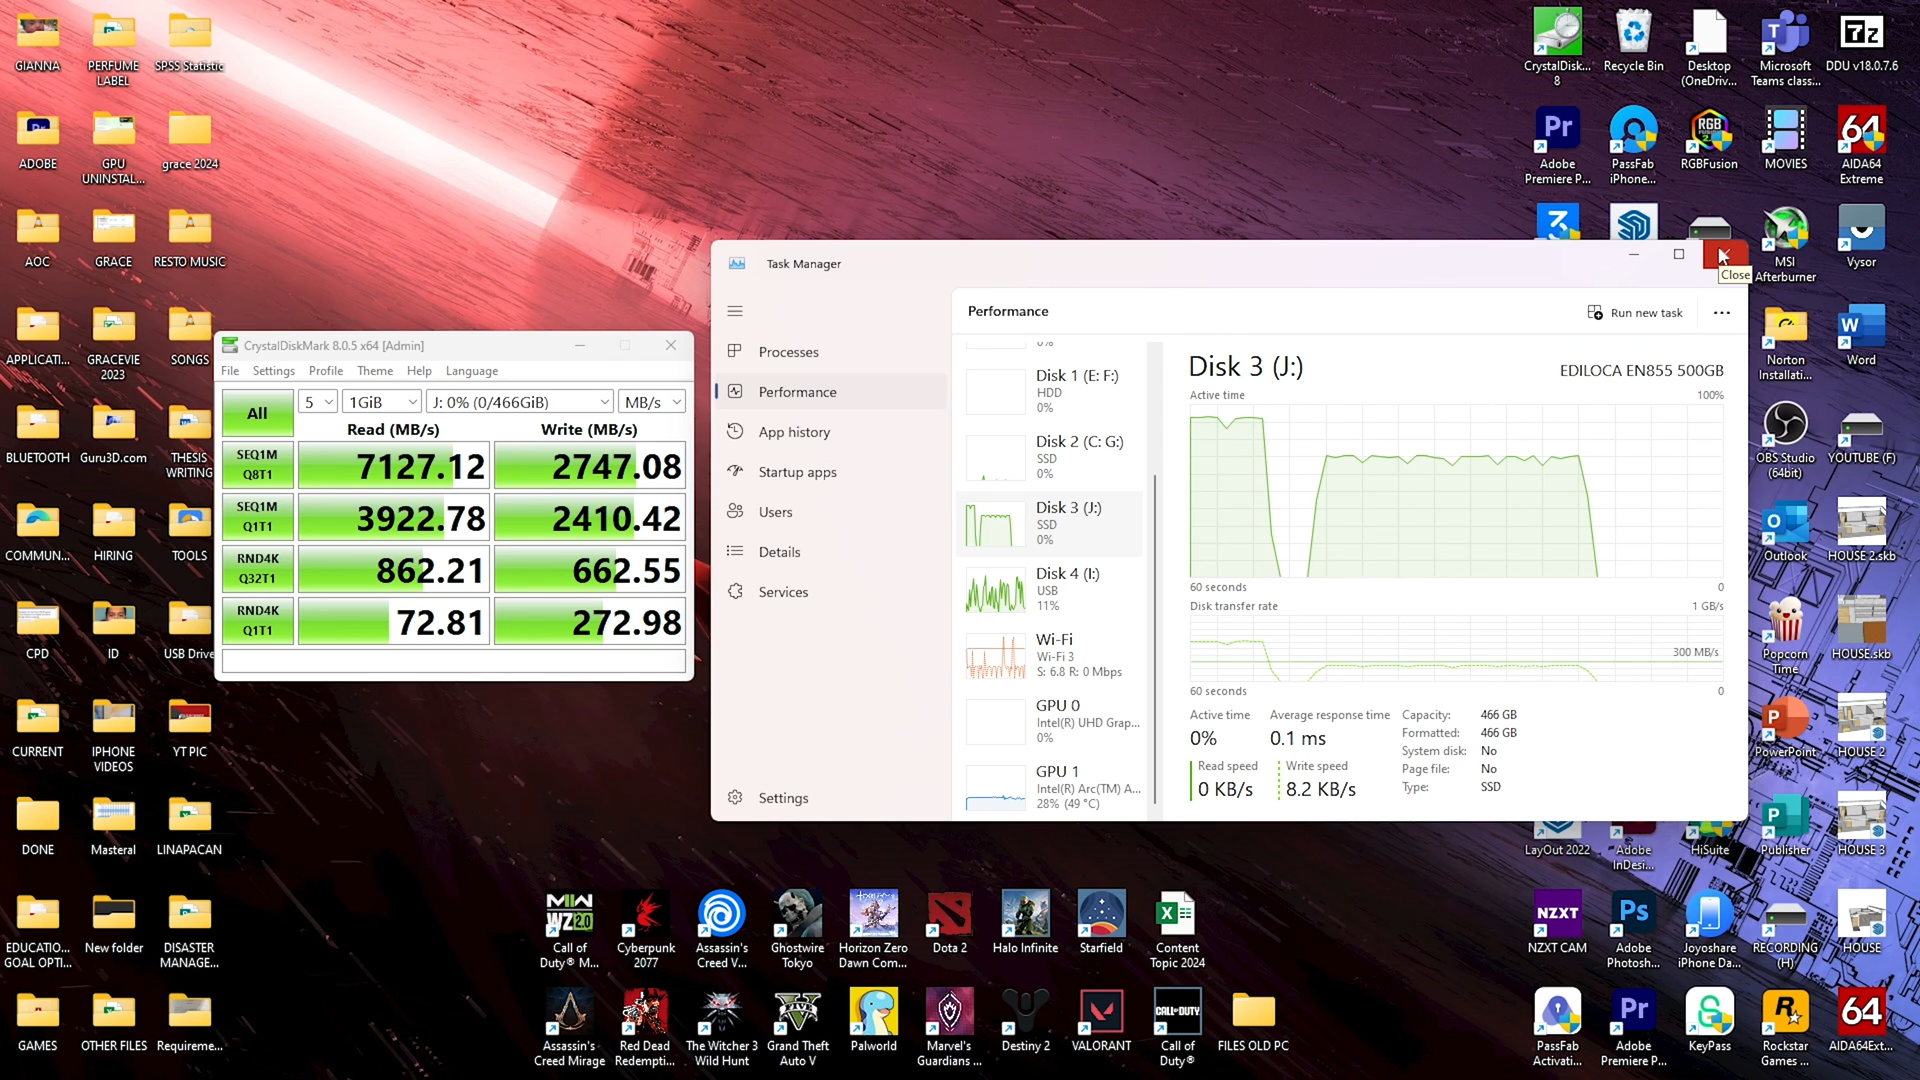 GIANNA
PERFUME
LABEL
SPSS Statistic
ADOBE
GPU
UNINSTAL...
grace 2024
AOC
GRACE
RESTO MUSIC
APPLICATI...
GRACEVIE
2023
SONGS
BLUETOOTH
Guru3D.com
THESIS
WRITING
COMMUN...
HIRING
TOOLS
CPD
ID
USB Drive
CURRENT
IPHONE
VIDEOS
YT PIC
DONE
Masteral
LINAPACAN
EDUCATIO...
GOAL OPTI...
New folder
DISASTER
MANAGE...
GAMES
OTHER FILES
Requireme...
CrystalDiskMark 8.0.5 x64 [Admin]
File Settings Profile Theme Help Language
All
5
1GiB
J: 0% (0/466GiB)
MB/s
Read (MB/s)
Write (MB/s)
SEQ1M
Q8T1
7127.12
2747.08
SEQ1M
Q1T1
3922.78
2410.42
RND4K
Q32T1
862.21
662.55
RND4K
Q1T1
72.81
272.98
Task Manager
Close
Performance
Run new task
Processes
Performance
App history
Startup apps
Users
Details
Services
Settings
0%
Disk 1 (E: F:)
HDD
0%
Disk 2 (C: G:)
SSD
0%
Disk 3 (J:)
SSD
0%
Disk 4 (I:)
USB
11%
Wi-Fi
Wi-Fi 3
S: 6.8 R: 0 Mbps
GPU 0
Intel(R) UHD Grap...
0%
GPU 1
Intel(R) Arc(TM) A...
28% (49 °C)
Disk 3 (J:)
EDILOCA EN855 500GB
Active time
100%
60 seconds
0
Disk transfer rate
1 GB/s
300 MB/s
60 seconds
0
Active time
0%
Average response time
0.1 ms
Read speed
0 KB/s
Write speed
8.2 KB/s
Capacity: 466 GB
Formatted: 466 GB
System disk: No
Page file: No
Type: SSD
CrystalDisk...
8
Recycle Bin
Desktop
(OneDriv...
Microsoft
Teams class...
7z
DDU v18.0.7.6
Pr
Adobe
Premiere P...
PassFab
iPhone...
RGB
RGBFusion
MOVIES
64
AIDA64
Extreme
MSI
Afterburner
Vysor
Norton
Installati...
W
Word
OBS Studio
(64bit)
YOUTUBE (F)
Outlook
HOUSE 2.skb
Popcorn
Time
HOUSE.skb
P
PowerPoint
HOUSE 2
LayOut 2022
Adobe
InDesi...
HiSuite
P
Publisher
HOUSE 3
NZXT
NZXT CAM
Ps
Adobe
Photosh...
Joyoshare
iPhone Da...
RECORDING
(H)
HOUSE
PassFab
Activati...
Pr
Adobe
Premiere P...
KeyPass
R
Rockstar
Games ...
64
AIDA64Ext...
MW
WZ 2.0
Call of
Duty® M...
Cyberpunk
2077
Assassin's
Creed V...
Ghostwire
Tokyo
Horizon Zero
Dawn Com...
Dota 2
Halo Infinite
Starfield
Content
Topic 2024
Assassin's
Creed Mirage
Red Dead
Redempti...
The Witcher 3
Wild Hunt
Grand Theft
Auto V
Palworld
Marvel's
Guardians ...
Destiny 2
VALORANT
CALL OF DUTY
Call of
Duty®
FILES OLD PC